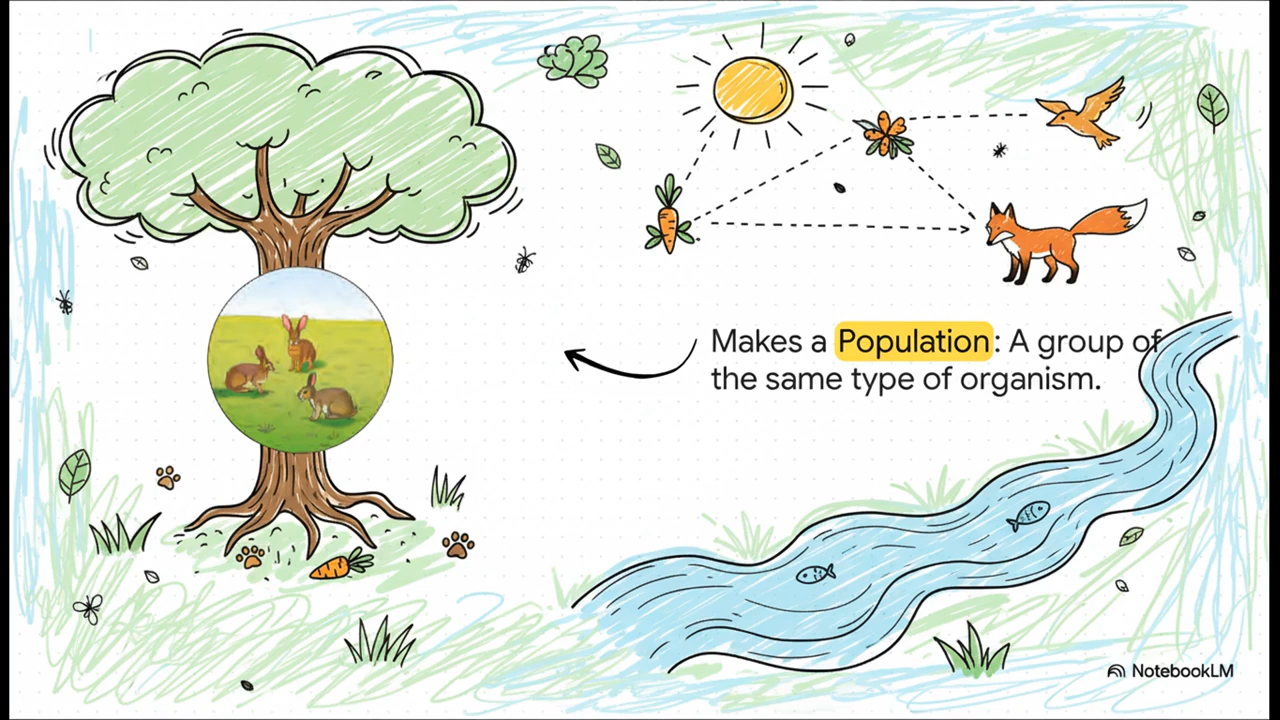 Makes a Population: A group of
the same type of organism.
NotebookLM